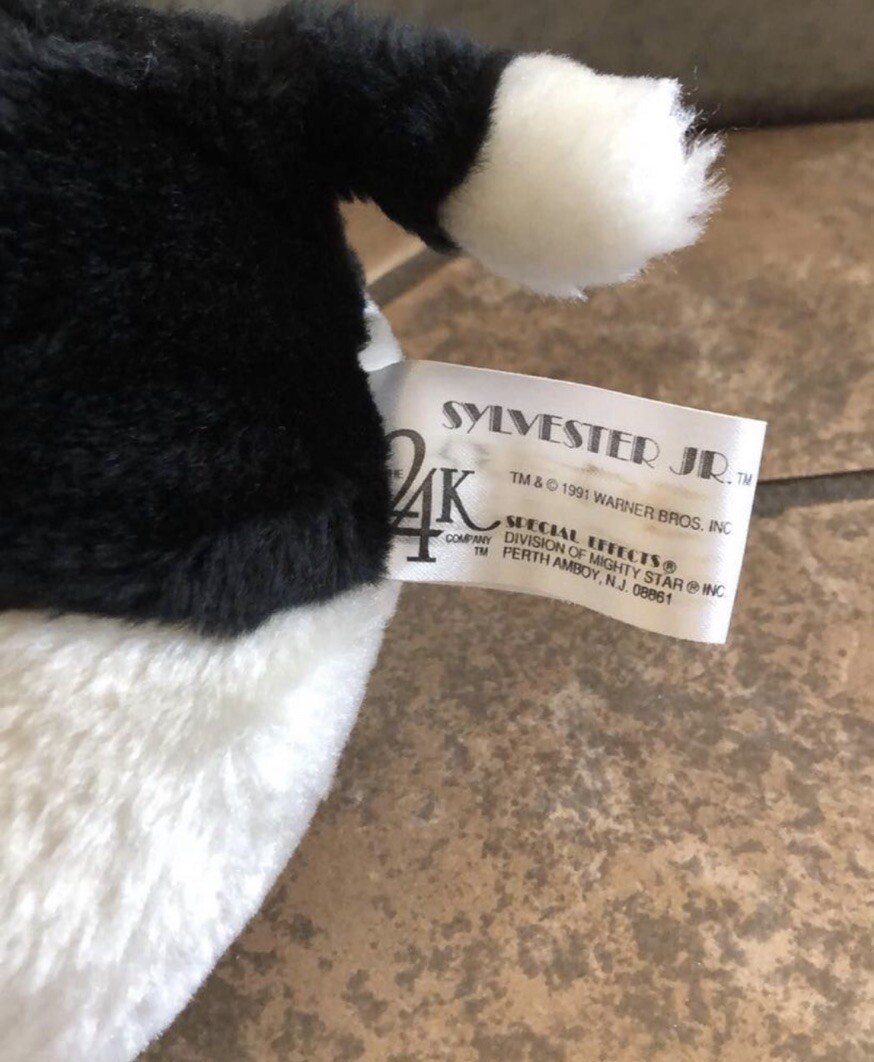 SYLVESTER JR.™
TM & © 1991 WARNER BROS. INC
THE
24K
COMPANY
TM
SPECIAL EFFECTS®
DIVISION OF MIGHTY STAR® INC.
PERTH AMBOY, N.J. 08861